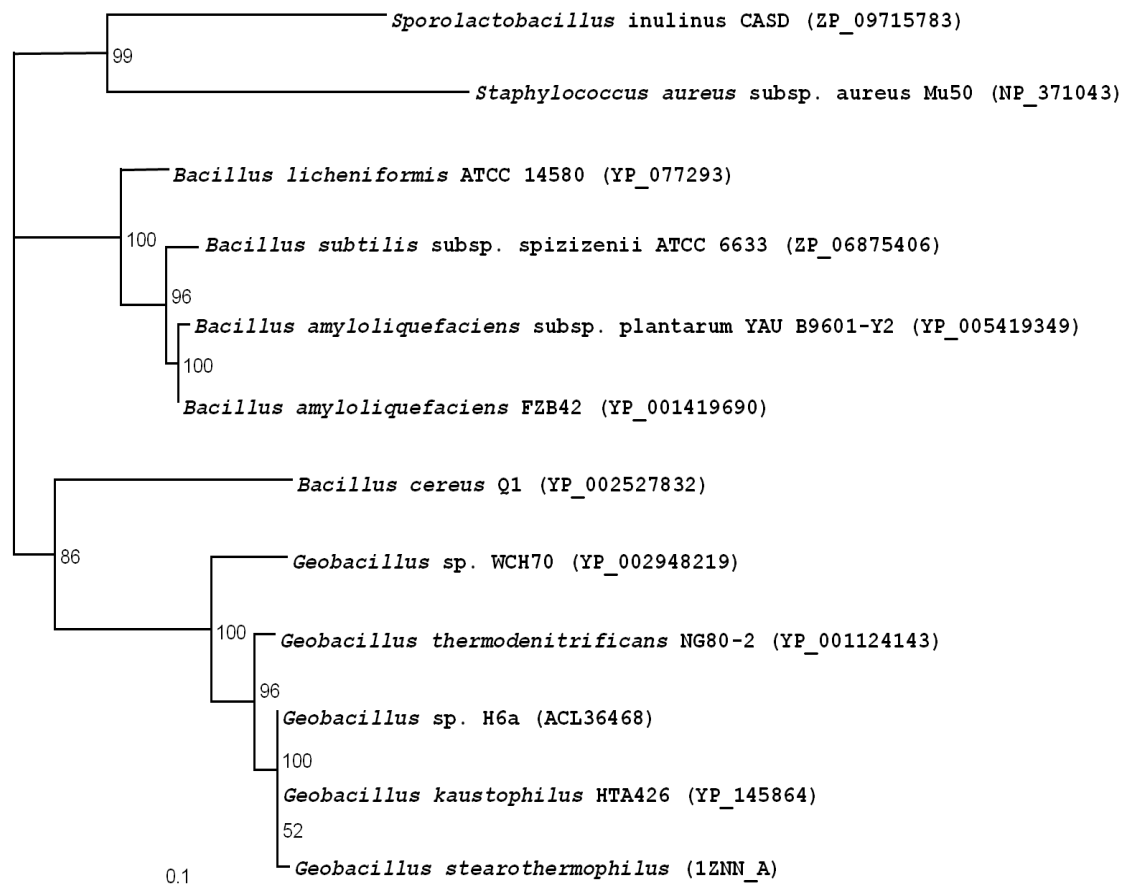 Sporolactobacillus inulinus CASD (ZP_09715783)
99
Staphylococcus aureus subsp. aureus Mu50 (NP_371043)
Bacillus licheniformis ATCC 14580 (YP_077293)
100
Bacillus subtilis subsp. spizizenii ATCC 6633 (ZP_06875406)
96
Bacillus amyloliquefaciens subsp. plantarum YAU B9601-Y2 (YP_005419349)
100
Bacillus amyloliquefaciens FZB42 (YP_001419690)
Bacillus cereus Q1 (YP_002527832)
86
Geobacillus sp. WCH70 (YP_002948219)
100
Geobacillus thermodenitrificans NG80-2 (YP_001124143)
96
Geobacillus sp. H6a (ACL36468)
100
Geobacillus kaustophilus HTA426 (YP_145864)
52
Geobacillus stearothermophilus (1ZNN_A)
0.1